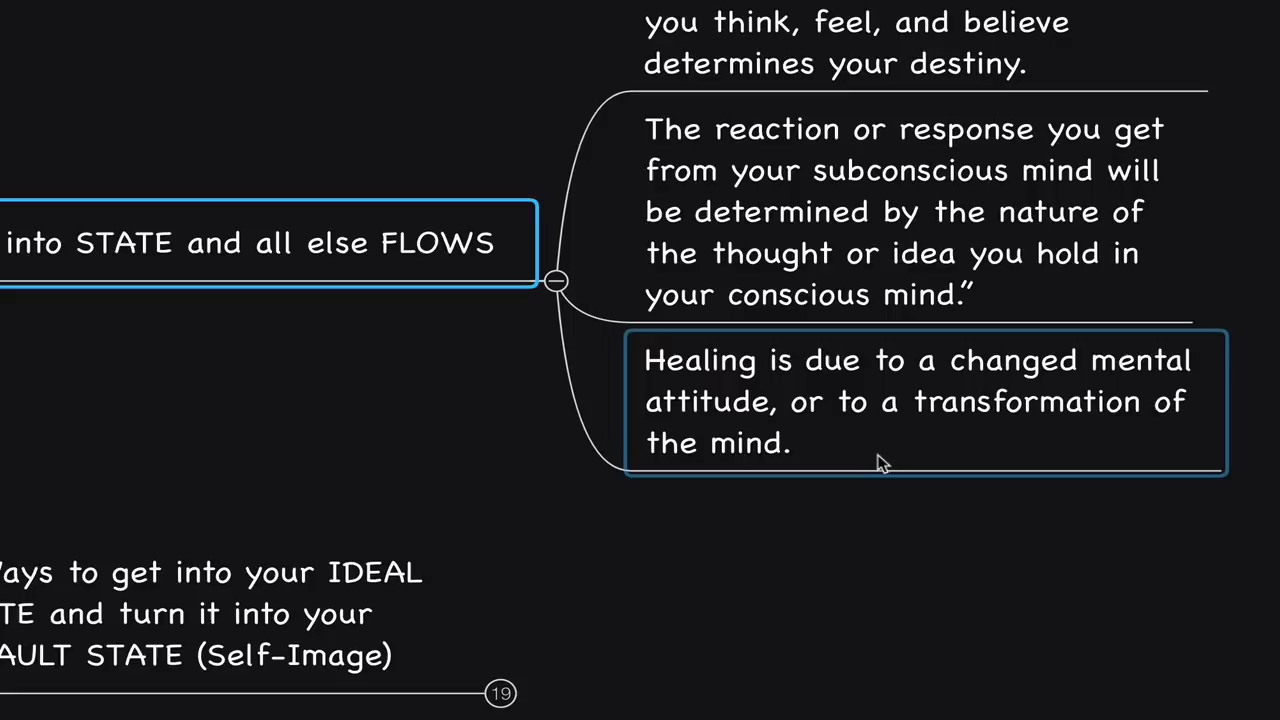 you think, feel, and believe
determines your destiny.
The reaction or response you get
from your subconscious mind will
be determined by the nature of
the thought or idea you hold in
your conscious mind.”
into STATE and all else FLOWS
Healing is due to a changed mental
attitude, or to a transformation of
the mind.
to get into your IDEAL
and turn it into your
STATE (Self-Image)
19